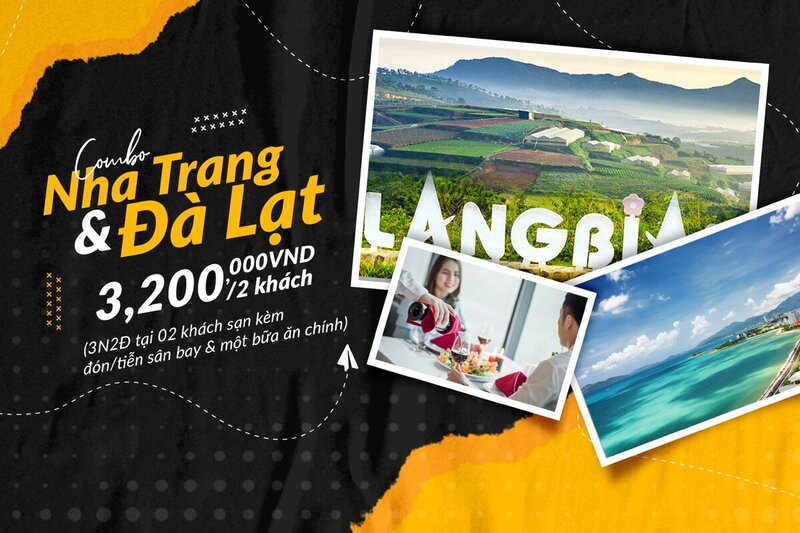 Combo
Nha Trang
& Đà Lạt
3,200,000VND
/2 khách
(3N2Đ tại 02 khách sạn kèm
đón/tiễn sân bay & một bữa ăn chính)
LANGBIA